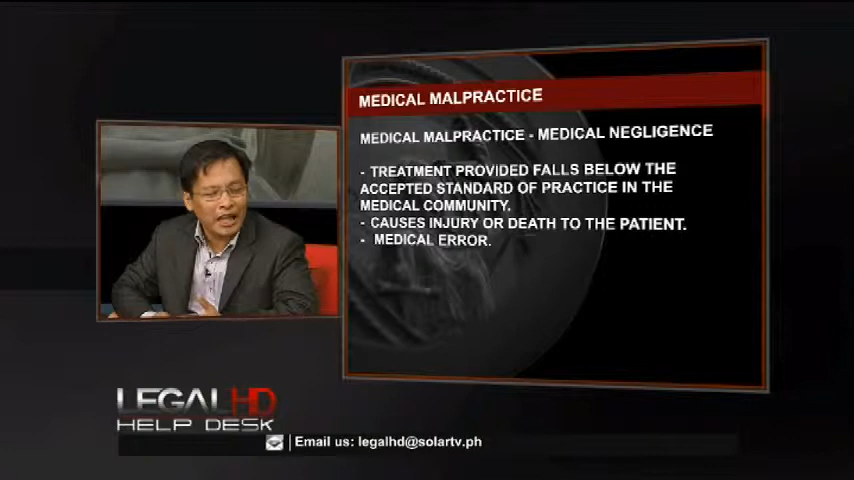 MEDICAL MALPRACTICE
MEDICAL MALPRACTICE - MEDICAL NEGLIGENCE
- TREATMENT PROVIDED FALLS BELOW THE
ACCEPTED STANDARD OF PRACTICE IN THE
MEDICAL COMMUNITY.
- CAUSES INJURY OR DEATH TO THE PATIENT.
- MEDICAL ERROR.
LEGALHD
HELP DESK
Email us: legalhd@solartv.ph